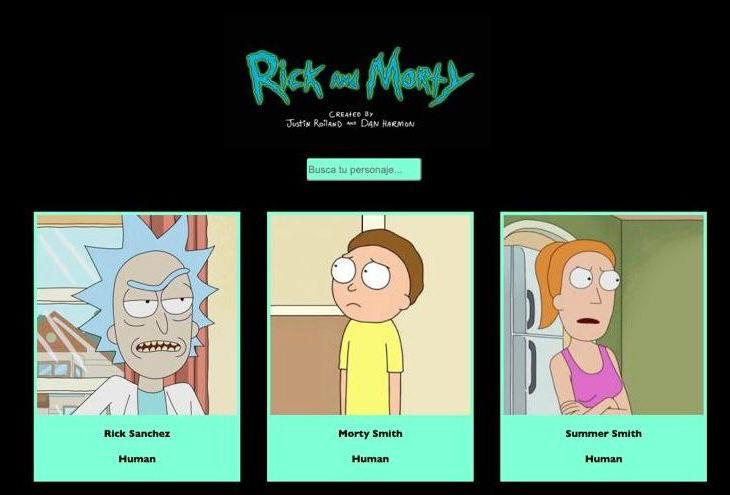 Rick and Morty
Created by
Justin Roiland and Dan Harmon
Busca tu personaje...
Rick Sanchez
Human
Morty Smith
Human
Summer Smith
Human